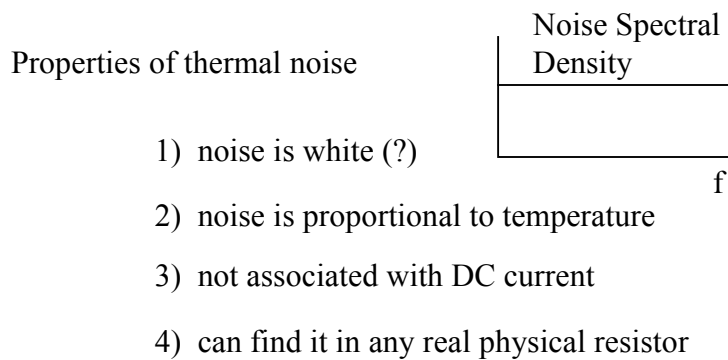 Noise Spectral
Density
Properties of thermal noise
1) noise is white (?)
f
2) noise is proportional to temperature
3) not associated with DC current
4) can find it in any real physical resistor